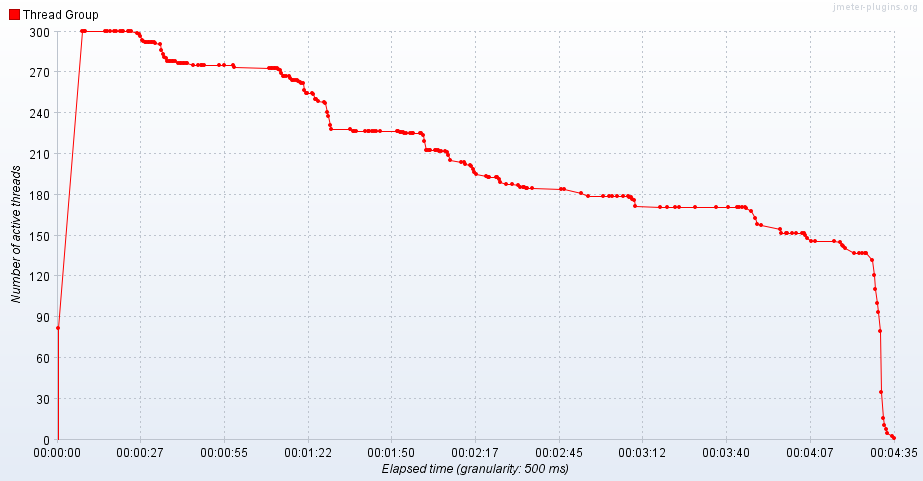 jmeter-plugins.org
Thread Group
300
270
240
210
180
150
120
90
60
30
0
Number of active threads
00:00:00 00:00:27 00:00:55 00:01:22 00:01:50 00:02:17 00:02:45 00:03:12 00:03:40 00:04:07 00:04:35
Elapsed time (granularity: 500 ms)